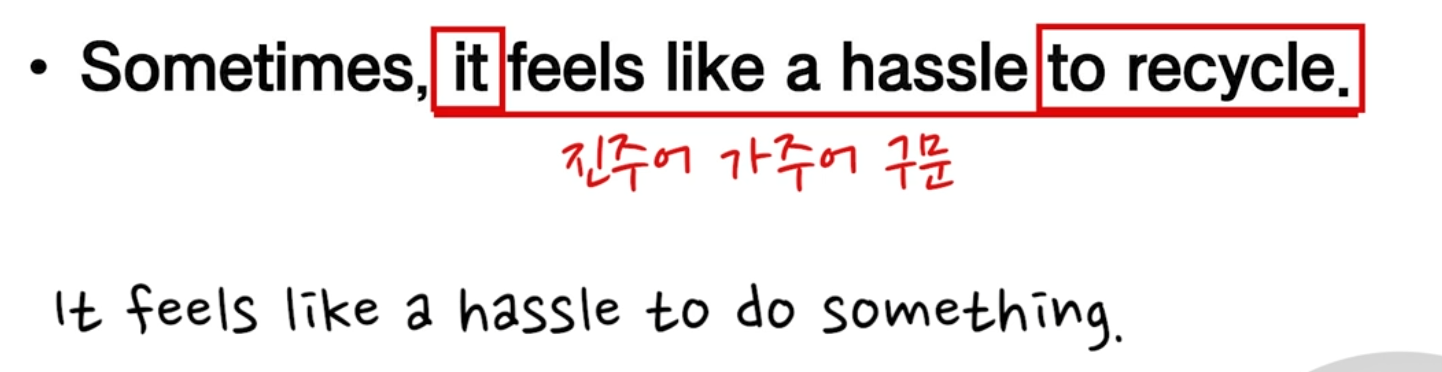 • Sometimes, it feels like a hassle to recycle.
진주어 가주어 구문
It feels like a hassle to do something.